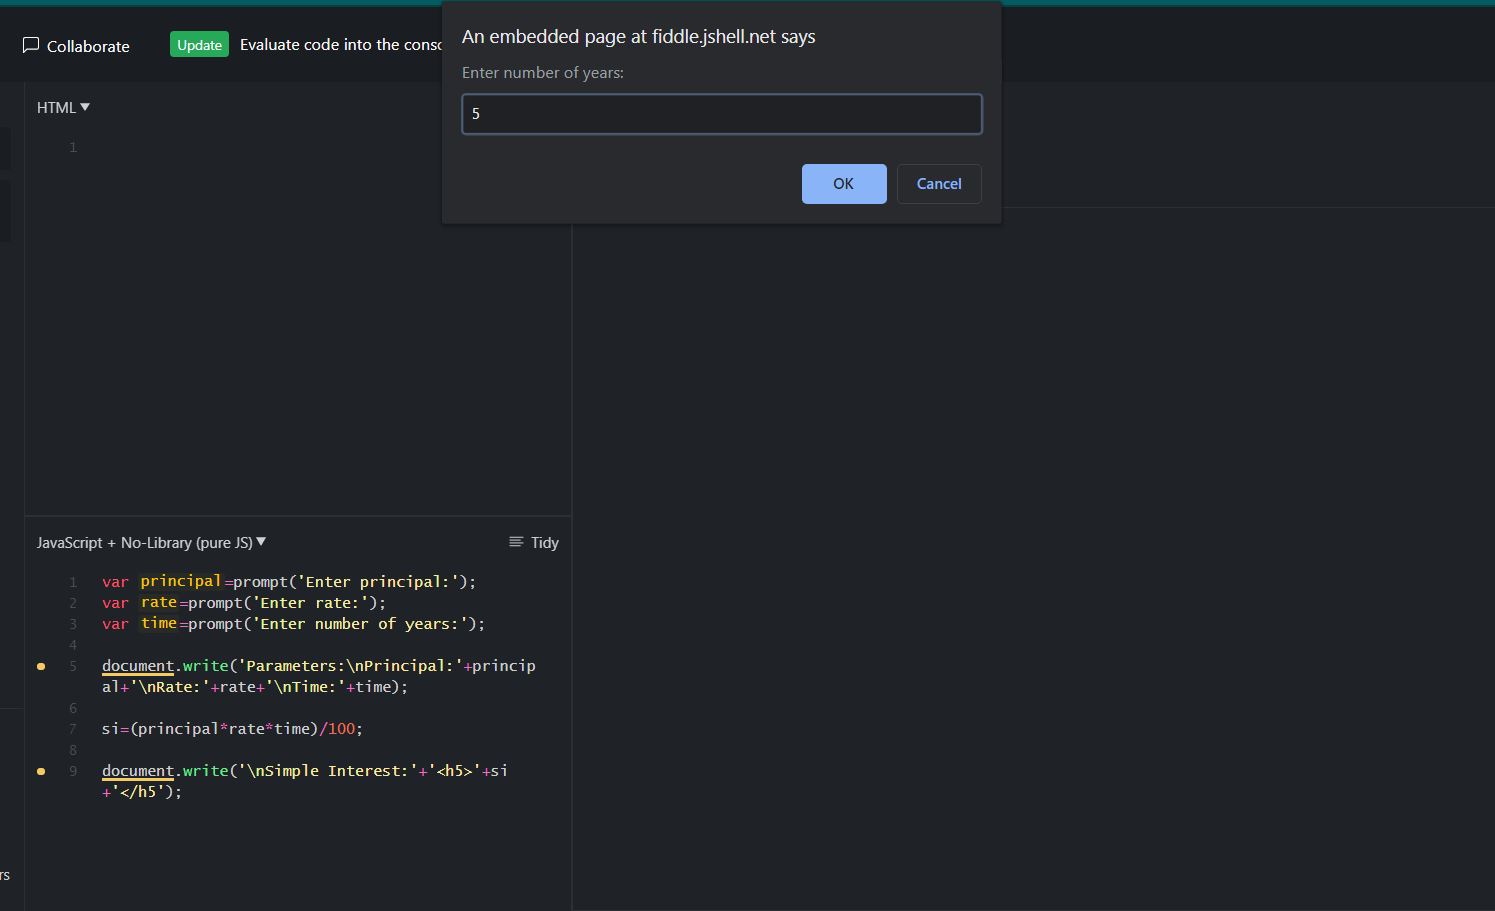 Collaborate
Update Evaluate code into the conso
An embedded page at fiddle.jshell.net says
Enter number of years:
5
OK Cancel
HTML ▼
1
JavaScript + No-Library (pure JS) ▼ Tidy
1 var principal=prompt('Enter principal:');
2 var rate=prompt('Enter rate:');
3 var time=prompt('Enter number of years:');
4
5 document.write('Parameters:\nPrincipal:'+princip
al+'\nRate:'+rate+'\nTime:'+time);
6
7 si=(principal*rate*time)/100;
8
9 document.write('\nSimple Interest:'+'<h5>'+si
+'</h5');
rs